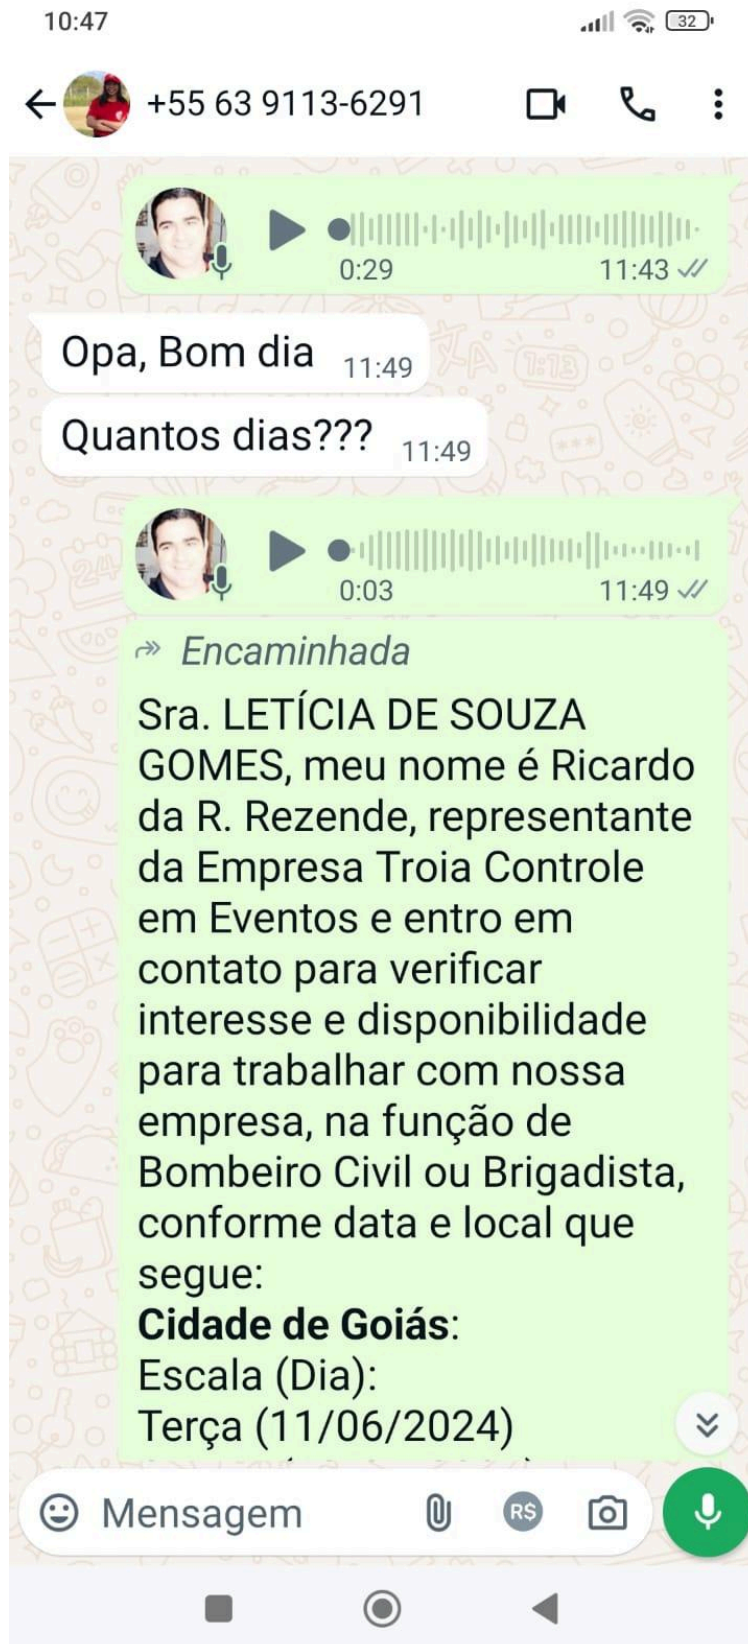 10:47
32
+55 63 9113-6291
0:29 11:43
Opa, Bom dia 11:49
Quantos dias??? 11:49
0:03 11:49
Encaminhada
Sra. LETÍCIA DE SOUZA
GOMES, meu nome é Ricardo
da R. Rezende, representante
da Empresa Troia Controle
em Eventos e entro em
contato para verificar
interesse e disponibilidade
para trabalhar com nossa
empresa, na função de
Bombeiro Civil ou Brigadista,
conforme data e local que
segue:
Cidade de Goiás:
Escala (Dia):
Terça (11/06/2024)
Mensagem
R$